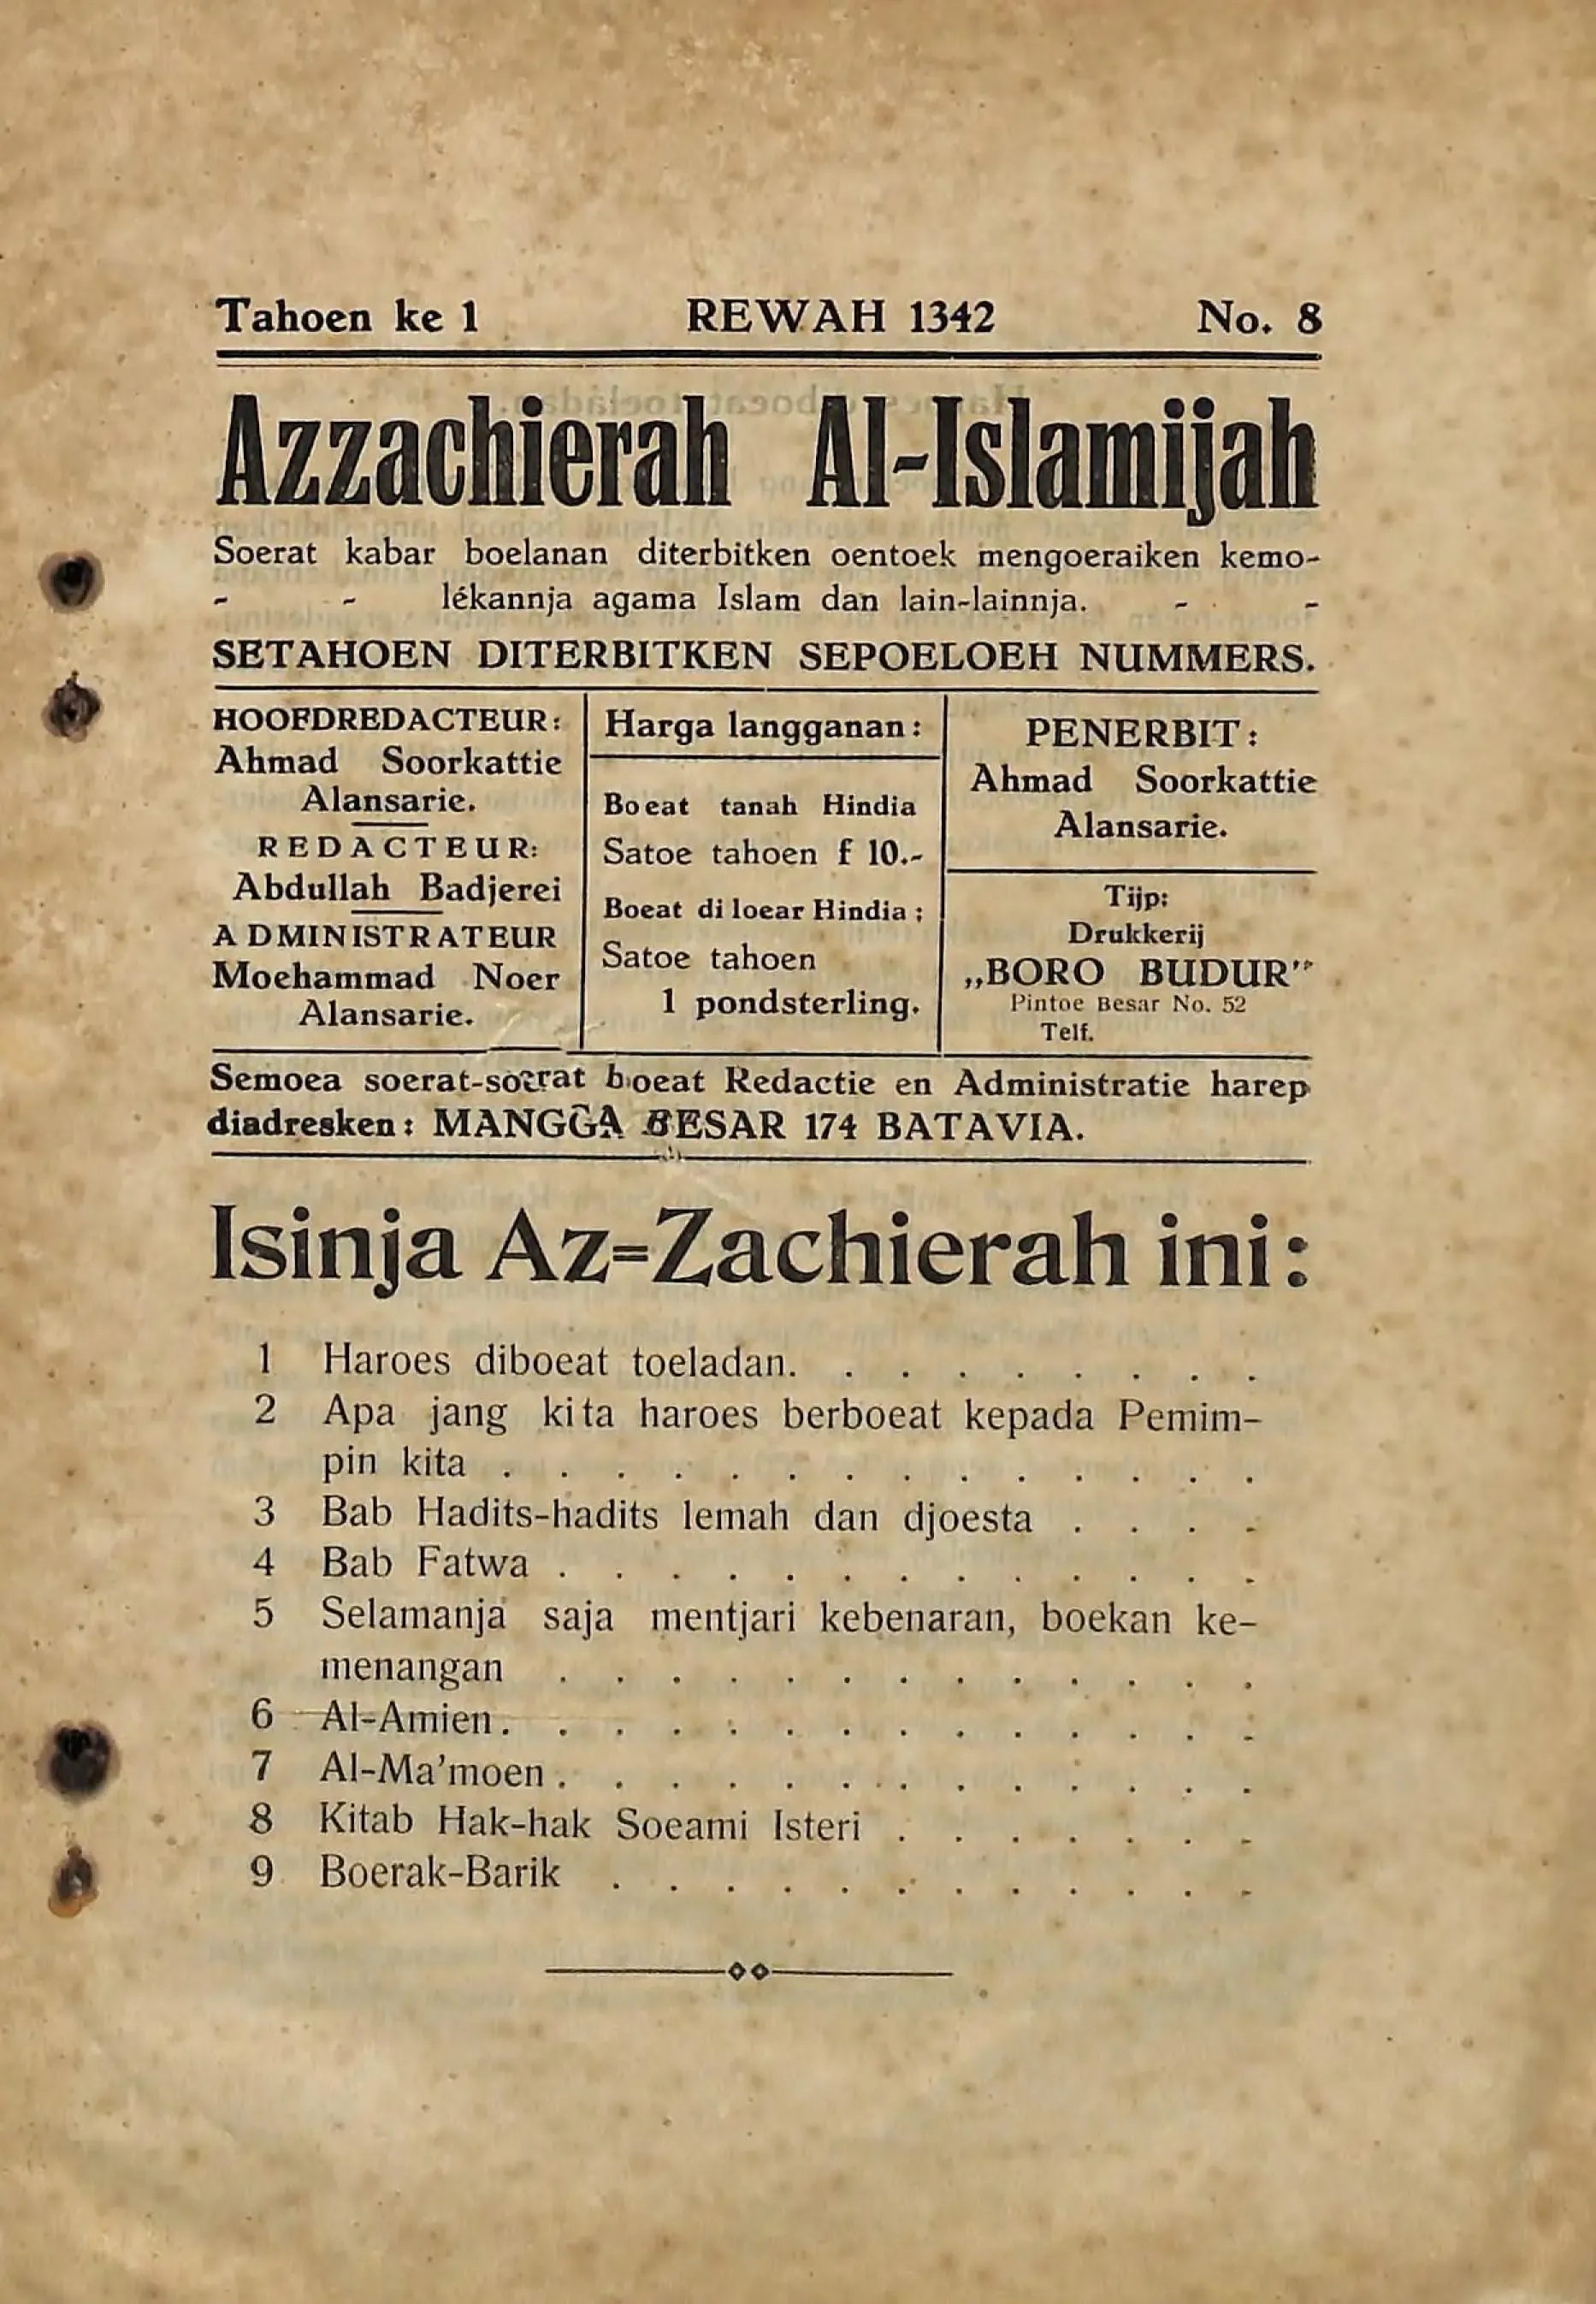 Tahoen ke 1 REWAH 1342 No. 8
Azzachierah Al-Islamijah
Soerat kabar boelanan diterbitken oentoek mengoeraiken kemo-
- - lékannja agama Islam dan lain-lainnja. - -
SETAHOEN DITERBITKEN SEPOELOEH NUMMERS.
HOOFDREDACTEUR:
Ahmad Soorkattie
Alansarie.
REDACTEUR:
Abdullah Badjerei
ADMINISTRATEUR
Moehammad Noer
Alansarie.
Harga langganan:
Boeat tanah Hindia
Satoe tahoen f 10.-
Boeat di loear Hindia;
Satoe tahoen
1 pondsterling.
PENERBIT:
Ahmad Soorkattie
Alansarie.
Tijp:
Drukkerij
„BORO BUDUR”
Pintoe Besar No. 52
Telf.
Semoea soerat-soerat boeat Redactie en Administratie harep
diadresken: MANGGA BESAR 174 BATAVIA.
Isinja Az=Zachierah ini:
1 Haroes diboeat toeladan. . . . . . . . .
2 Apa jang kita haroes berboeat kepada Pemim-
pin kita . . . . . . . . . . . . . .
3 Bab Hadits-hadits lemah dan djoesta . . . .
4 Bab Fatwa . . . . . . . . . . . . .
5 Selamanja saja mentjari kebenaran, boekan ke-
menangan . . . . . . . . . . . . .
6 Al-Amien. . . . . . . . . . . . . .
7 Al-Ma'moen . . . . . . . . . . . . .
8 Kitab Hak-hak Soeami Isteri . . . . . . .
9 Boerak-Barik . . . . . . . . . . . .